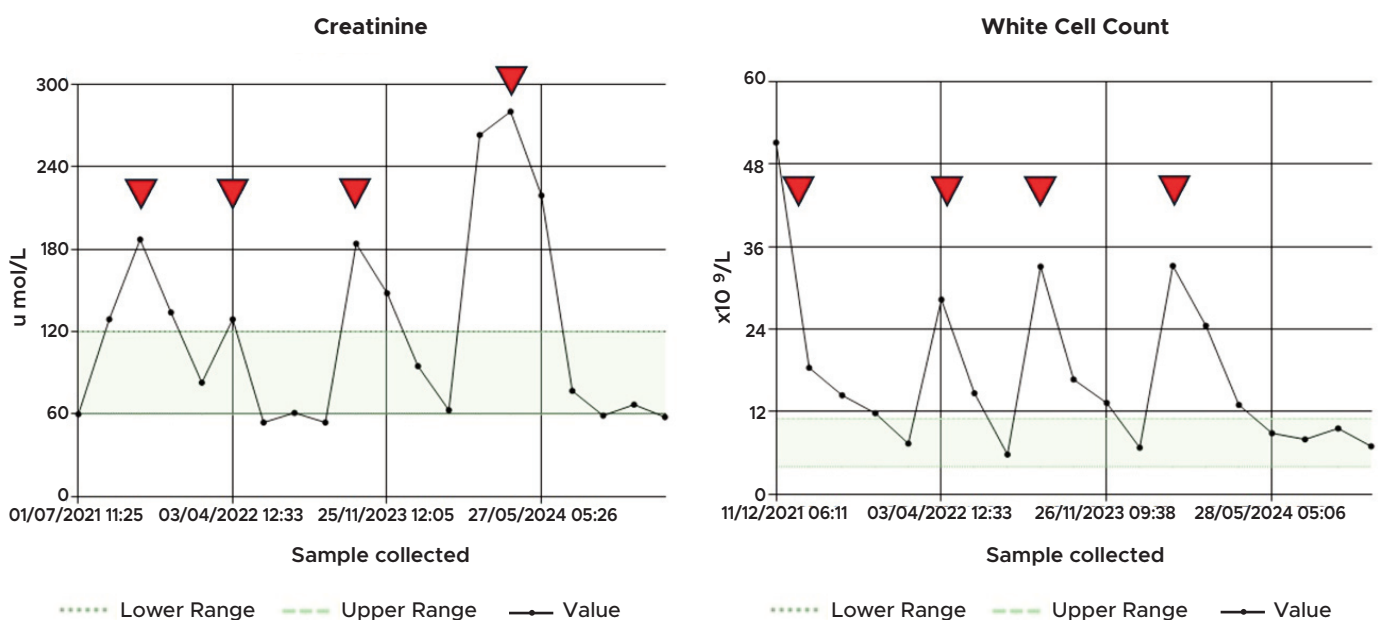 Creatinine
300
240
180
120
60
0
u mol/L
01/07/2021 11:25 03/04/2022 12:33 25/11/2023 12:05 27/05/2024 05:26
Sample collected
Lower Range Upper Range Value
White Cell Count
60
48
36
24
12
0
x10 ⁹/L
11/12/2021 06:11 03/04/2022 12:33 26/11/2023 09:38 28/05/2024 05:06
Sample collected
Lower Range Upper Range Value